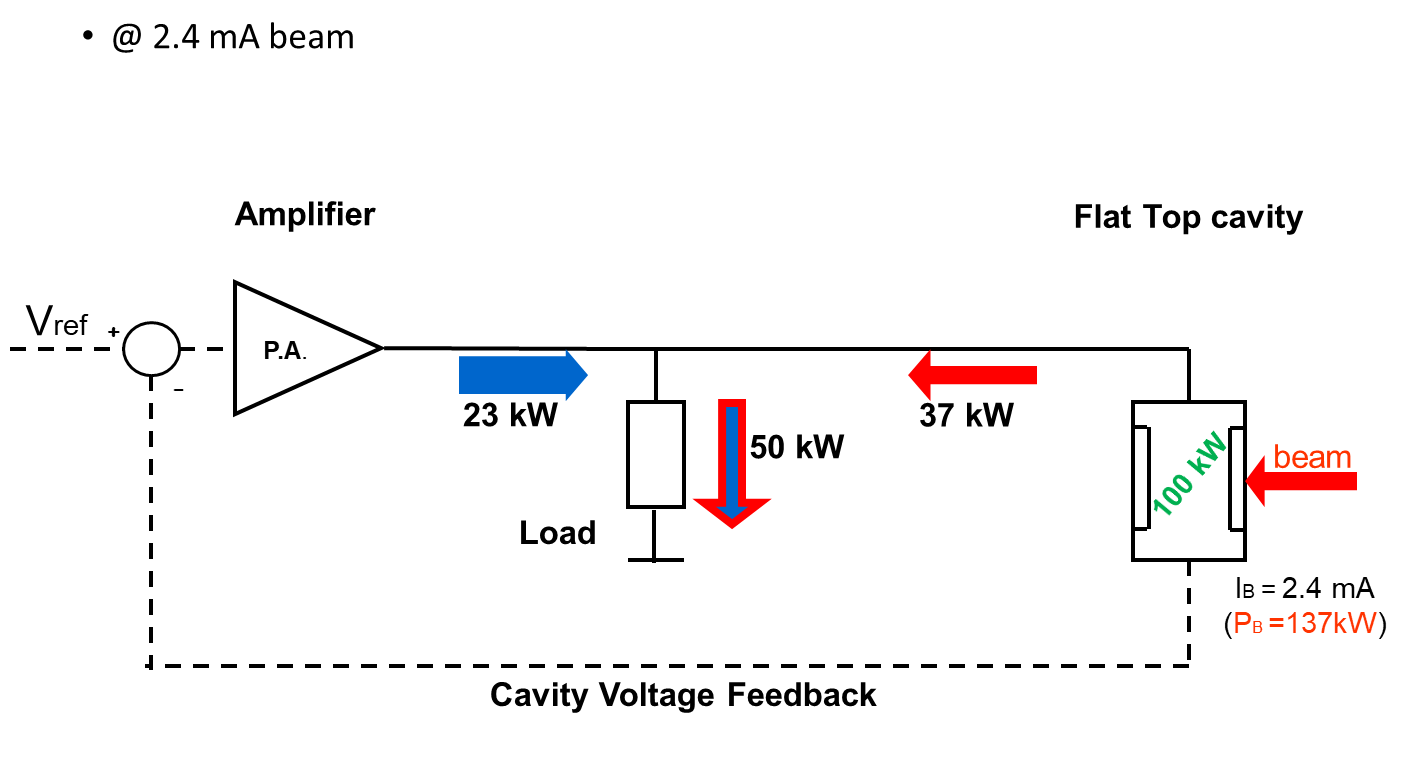 • @ 2.4 mA beam
Amplifier
Flat Top cavity
Vref
+
P.A.
–
23 kW
37 kW
50 kW
100 kW
beam
Load
IB = 2.4 mA
(PB =137kW)
Cavity Voltage Feedback